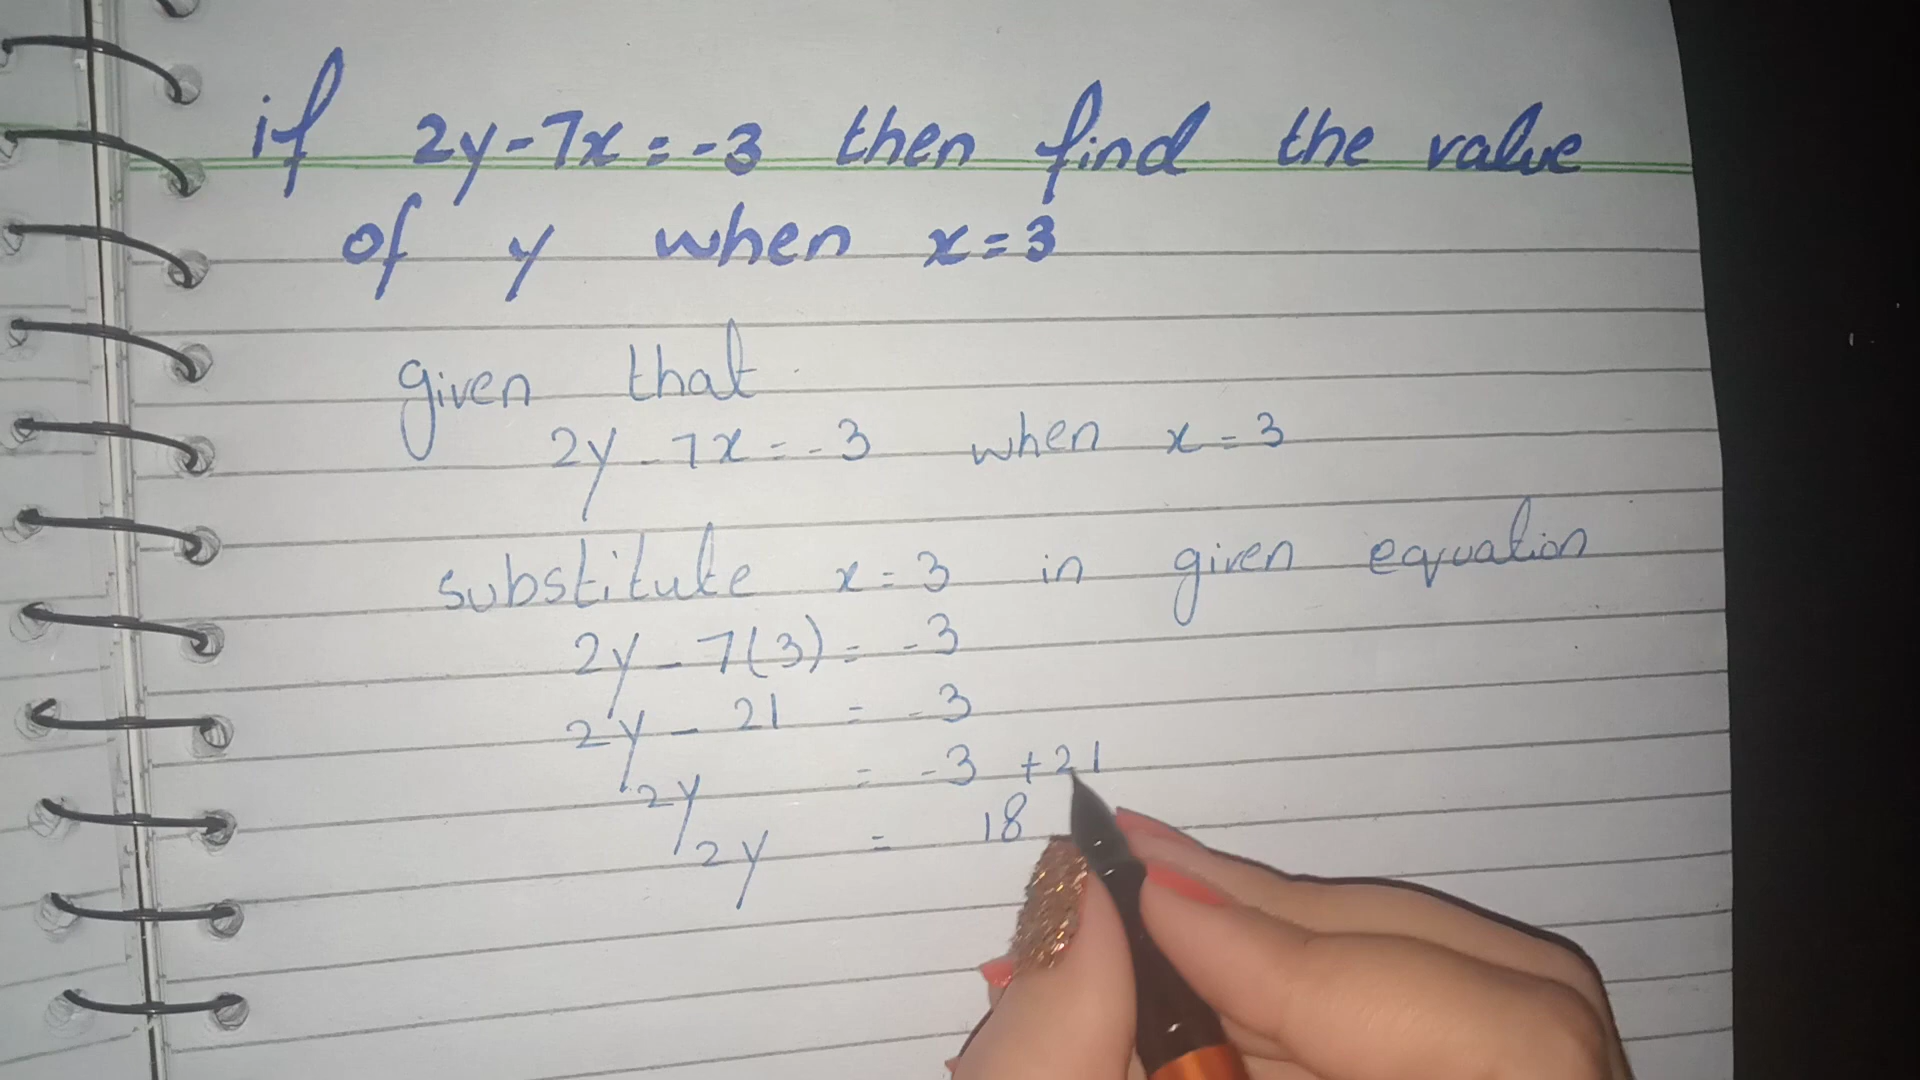 if 2y-7x=-3 then find the value
of y when x=3
given that
2y-7x=-3 when x=3
substitute x=3 in given equation
2y-7(3)=-3
2y-21=-3
2y=-3+21
2y=18